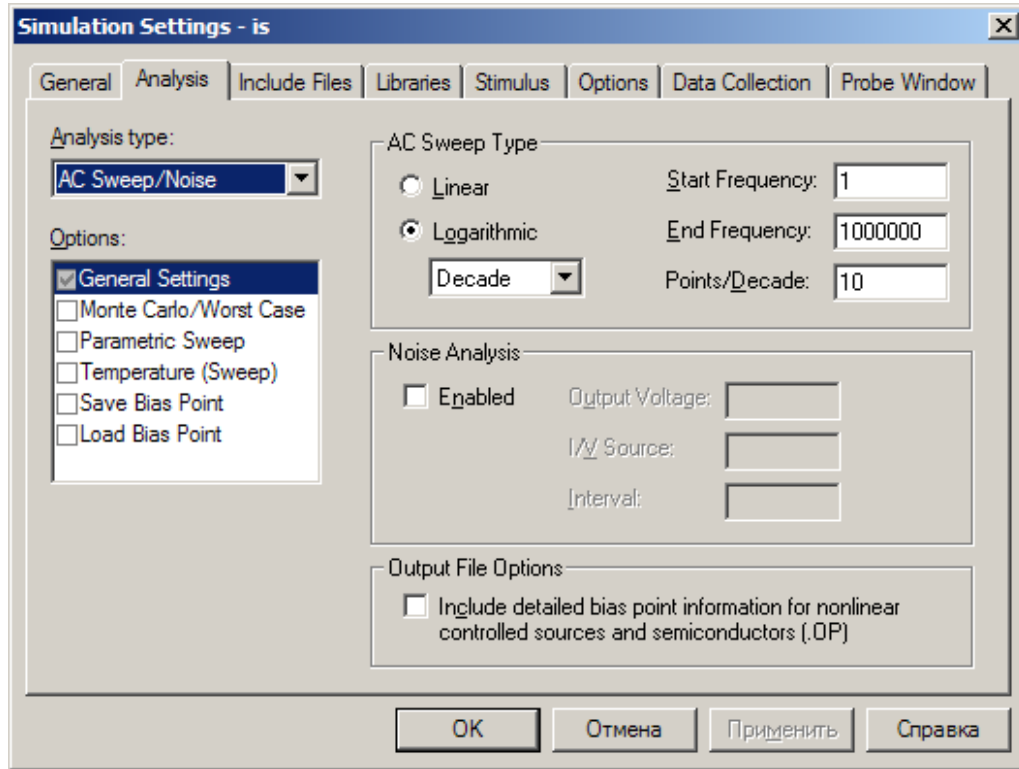 Simulation Settings - is
General Analysis Include Files Libraries Stimulus Options Data Collection Probe Window
Analysis type:
AC Sweep/Noise
Options:
General Settings
Monte Carlo/Worst Case
Parametric Sweep
Temperature (Sweep)
Save Bias Point
Load Bias Point
AC Sweep Type
Linear
Logarithmic
Decade
Start Frequency: 1
End Frequency: 1000000
Points/Decade: 10
Noise Analysis
Enabled
Output Voltage:
I/V Source:
Interval:
Output File Options
Include detailed bias point information for nonlinear
controlled sources and semiconductors (.OP)
OK Отмена Применить Справка